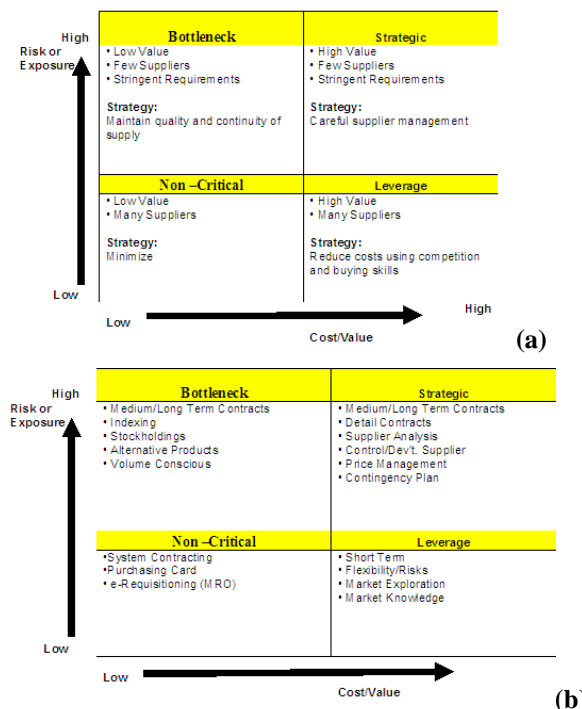 High
Risk or
Exposure
Bottleneck
• Low Value
• Few Suppliers
• Stringent Requirements
Strategy:
Maintain quality and continuity of
supply
Strategic
• High Value
• Few Suppliers
• Stringent Requirements
Strategy:
Careful supplier management
Non –Critical
• Low Value
• Many Suppliers
Strategy:
Minimize
Leverage
• High Value
• Many Suppliers
Strategy:
Reduce costs using competition
and buying skills
Low
Low
High
Cost/Value
(a)
High
Risk or
Exposure
Bottleneck
• Medium/Long Term Contracts
• Indexing
• Stockholdings
• Alternative Products
• Volume Conscious
Strategic
• Medium/Long Term Contracts
• Detail Contracts
• Supplier Analysis
• Control/Dev't. Supplier
• Price Management
• Contingency Plan
Non –Critical
•System Contracting
•Purchasing Card
• e-Requisitioning (MRO)
Leverage
• Short Term
• Flexibility/Risks
• Market Exploration
• Market Knowledge
Low
Low
Cost/Value
(b)